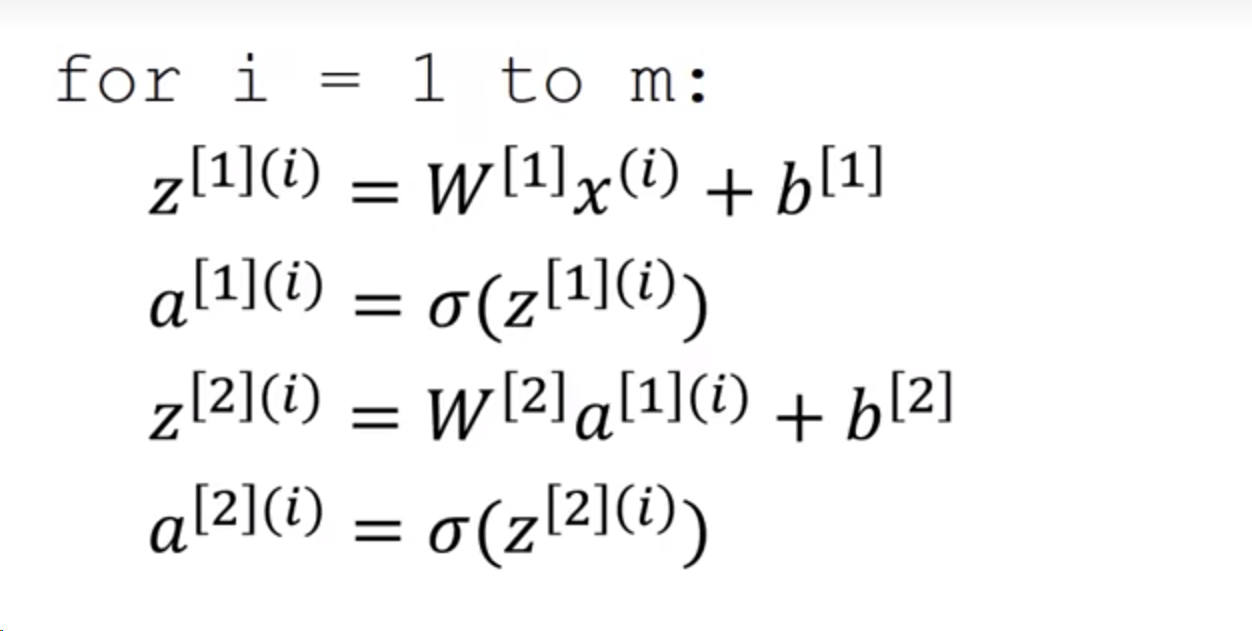 for i = 1 to m:
z^{[1](i)} = W^{[1]}x^{(i)} + b^{[1]}
a^{[1](i)} = σ(z^{[1](i)})
z^{[2](i)} = W^{[2]}a^{[1](i)} + b^{[2]}
a^{[2](i)} = σ(z^{[2](i)})